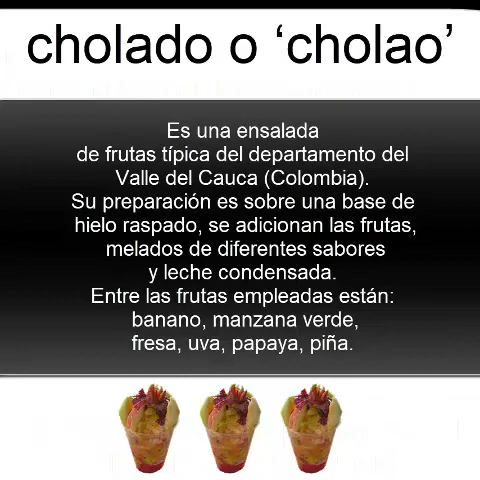 cholado o ‘cholao’
Es una ensalada
de frutas típica del departamento del
Valle del Cauca (Colombia).
Su preparación es sobre una base de
hielo raspado, se adicionan las frutas,
melados de diferentes sabores
y leche condensada.
Entre las frutas empleadas están:
banano, manzana verde,
fresa, uva, papaya, piña.